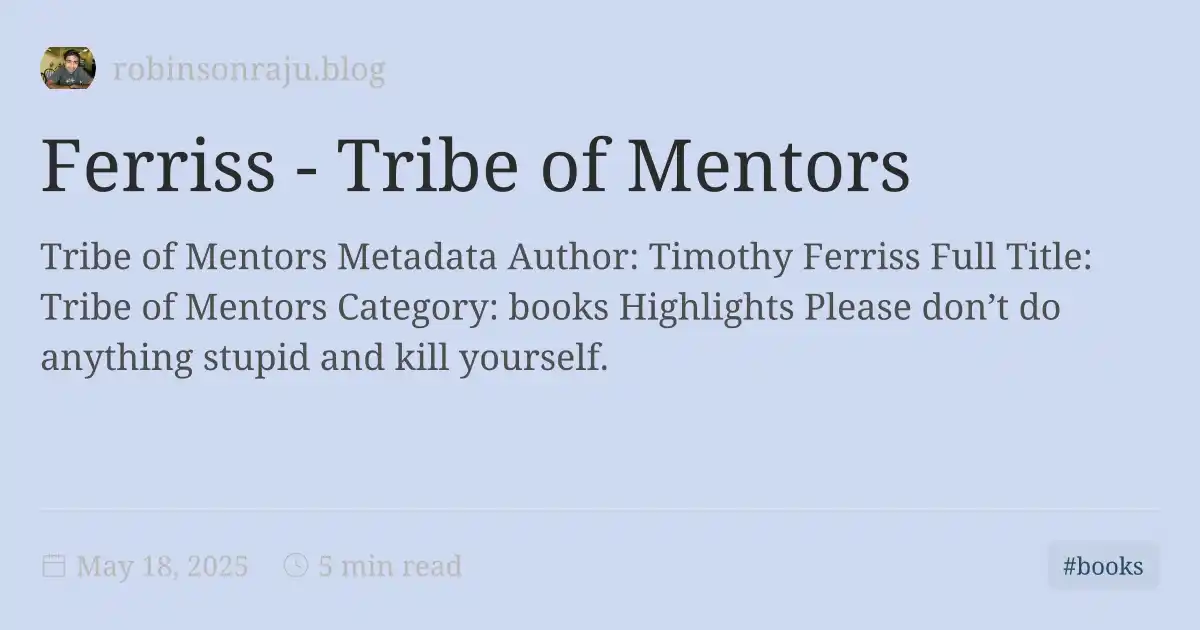 robinsonraju.blog
Ferriss - Tribe of Mentors
Tribe of Mentors Metadata Author: Timothy Ferriss Full Title:
Tribe of Mentors Category: books Highlights Please don’t do
anything stupid and kill yourself.
May 18, 2025 5 min read
#books